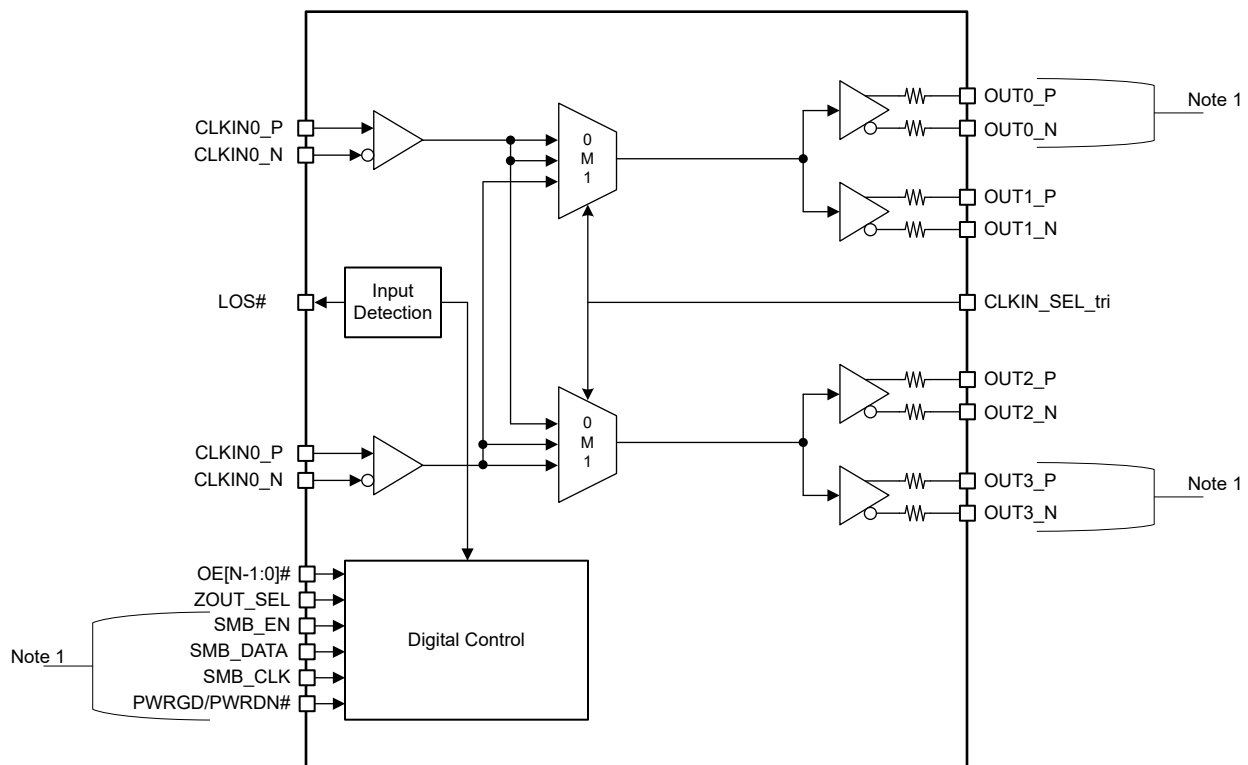 CLKIN0_P
CLKIN0_N
0
M
1
OUT0_P
OUT0_N
Note 1
OUT1_P
OUT1_N
LOS#
Input
Detection
CLKIN_SEL_tri
CLKIN0_P
CLKIN0_N
0
M
1
OUT2_P
OUT2_N
OUT3_P
OUT3_N
Note 1
OE[N-1:0]#
ZOUT_SEL
SMB_EN
SMB_DATA
SMB_CLK
PWRGD/PWRDN#
Note 1
Digital Control